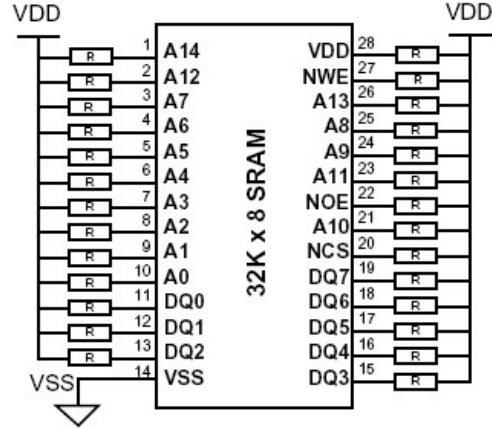 VDD
VDD
1 A14
R
2 A12
R
3 A7
R
4 A6
R
5 A5
R
6 A4
R
7 A3
R
8 A2
R
9 A1
R
10 A0
R
11 DQ0
R
12 DQ1
R
13 DQ2
R
14 VSS
VSS
32K x 8 SRAM
VDD 28
R
NWE 27
R
A13 26
R
A8 25
R
A9 24
R
A11 23
R
NOE 22
R
A10 21
R
NCS 20
R
DQ7 19
R
DQ6 18
R
DQ5 17
R
DQ4 16
R
DQ3 15
R